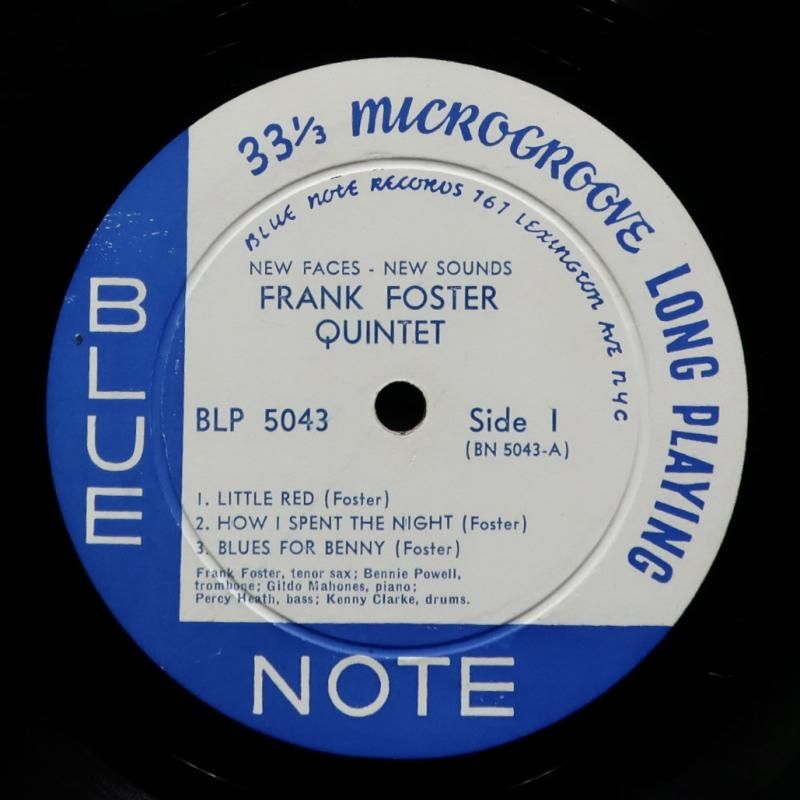 33⅓ MICROGROOVE LONG PLAYING
BLUE NOTE RECORDS 767 LEXINGTON AVE NYC
NEW FACES - NEW SOUNDS
FRANK FOSTER
QUINTET
BLP 5043
Side 1
(BN 5043-A)
1. LITTLE RED (Foster)
2. HOW I SPENT THE NIGHT (Foster)
3. BLUES FOR BENNY (Foster)
Frank Foster, tenor sax; Bennie Powell,
trombone; Gildo Mahones, piano;
Percy Heath, bass; Kenny Clarke, drums.
BLUE
NOTE